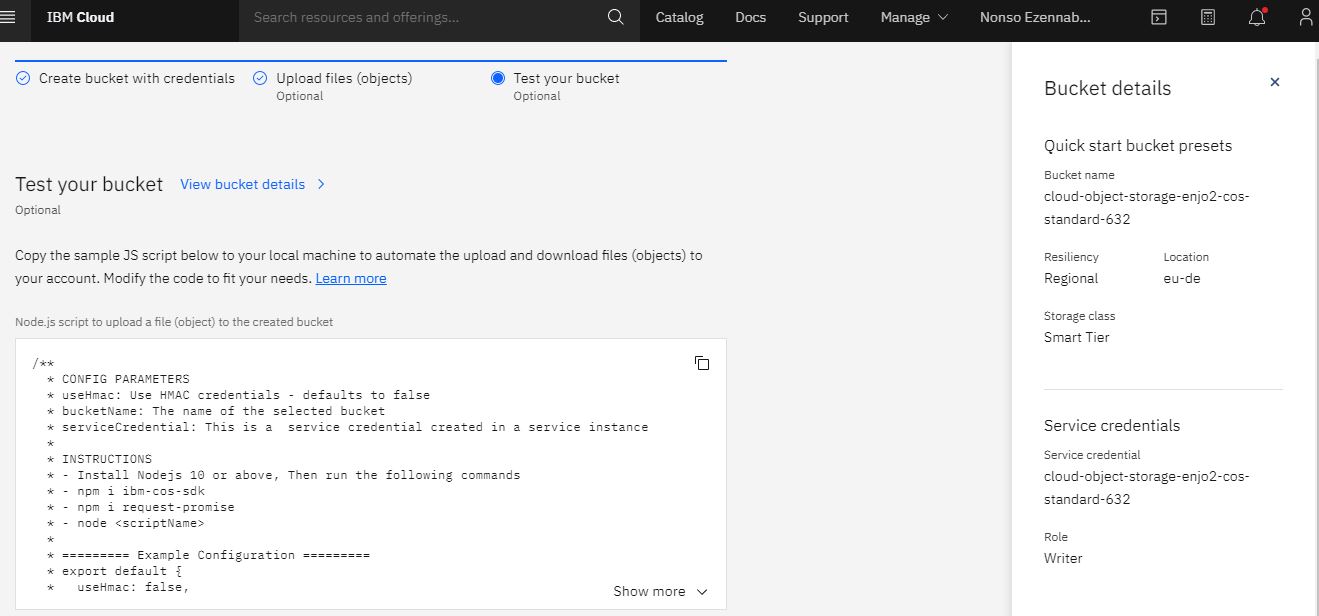 IBM Cloud
Search resources and offerings...
Catalog
Docs
Support
Manage
Nonso Ezennab...
Create bucket with credentials
Upload files (objects)
Optional
Test your bucket
Optional
Test your bucket
View bucket details
Optional
Copy the sample JS script below to your local machine to automate the upload and download files (objects) to
your account. Modify the code to fit your needs. Learn more
Node.js script to upload a file (object) to the created bucket
/**
* CONFIG PARAMETERS
* useHmac: Use HMAC credentials - defaults to false
* bucketName: The name of the selected bucket
* serviceCredential: This is a  service credential created in a service instance
*
* INSTRUCTIONS
* - Install Nodejs 10 or above, Then run the following commands
* - npm i ibm-cos-sdk
* - npm i request-promise
* - node <scriptName>
*
* ========= Example Configuration =========
* export default {
*   useHmac: false,
Show more
Bucket details
Quick start bucket presets
Bucket name
cloud-object-storage-enjo2-cos-
standard-632
Resiliency
Location
Regional
eu-de
Storage class
Smart Tier
Service credentials
Service credential
cloud-object-storage-enjo2-cos-
standard-632
Role
Writer